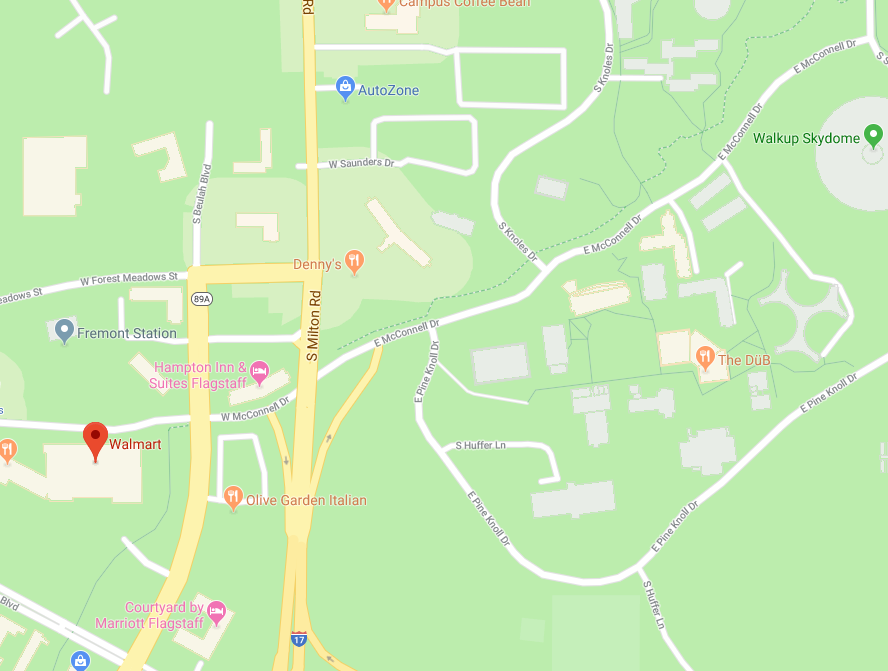 Rd
Campus Coffee Bean
S Knoles Dr
E McConnell Dr
S S
AutoZone
E McConnell Dr
Walkup Skydome
W Saunders Dr
S Beulah Blvd
S Knoles Dr
E McConnell Dr
Denny's
W Forest Meadows St
eadows St
89A
S Milton Rd
Fremont Station
E McConnell Dr
E Pine Knoll Dr
The DüB
Hampton Inn &
Suites Flagstaff
E Pine Knoll Dr
s
W McConnell Dr
Walmart
S Huffer Ln
Olive Garden Italian
E Pine Knoll Dr
E Pine Knoll Dr
Blvd
Courtyard by
Marriott Flagstaff
S Huffer Ln
17